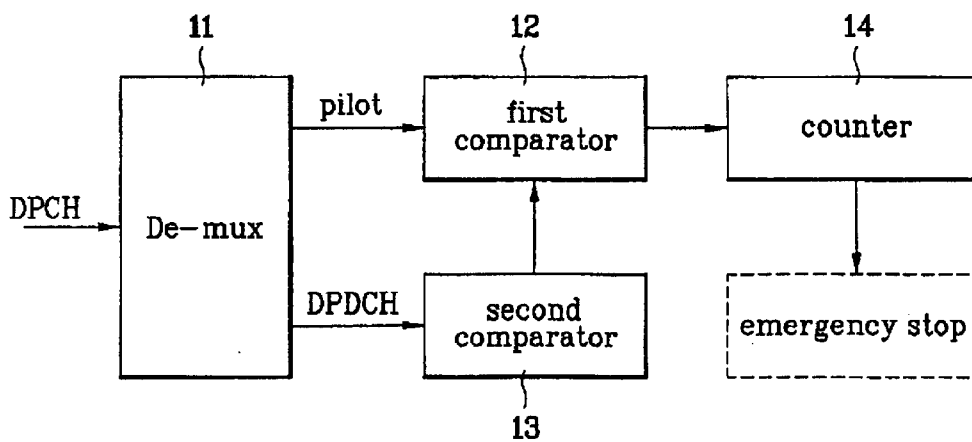 11
12
14
pilot
first
comparator
counter
DPCH
De-mux
DPDCH
second
comparator
emergency stop
13